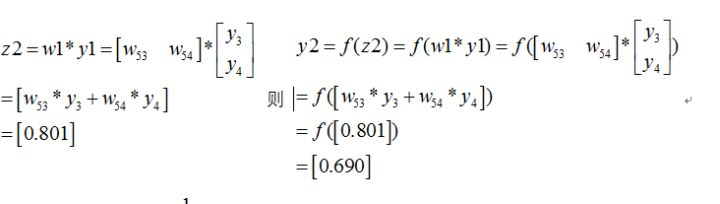 z2 = w1* y1 = [w₅₃ w₅₄]*[y₃ y₄]
= [w₅₃ * y₃ + w₅₄ * y₄]
= [0.801]
y2 = f(z2) = f(w1* y1) = f([w₅₃ w₅₄]*[y₃ y₄])
则 = f([w₅₃ * y₃ + w₅₄ * y₄])
= f([0.801])
= [0.690]